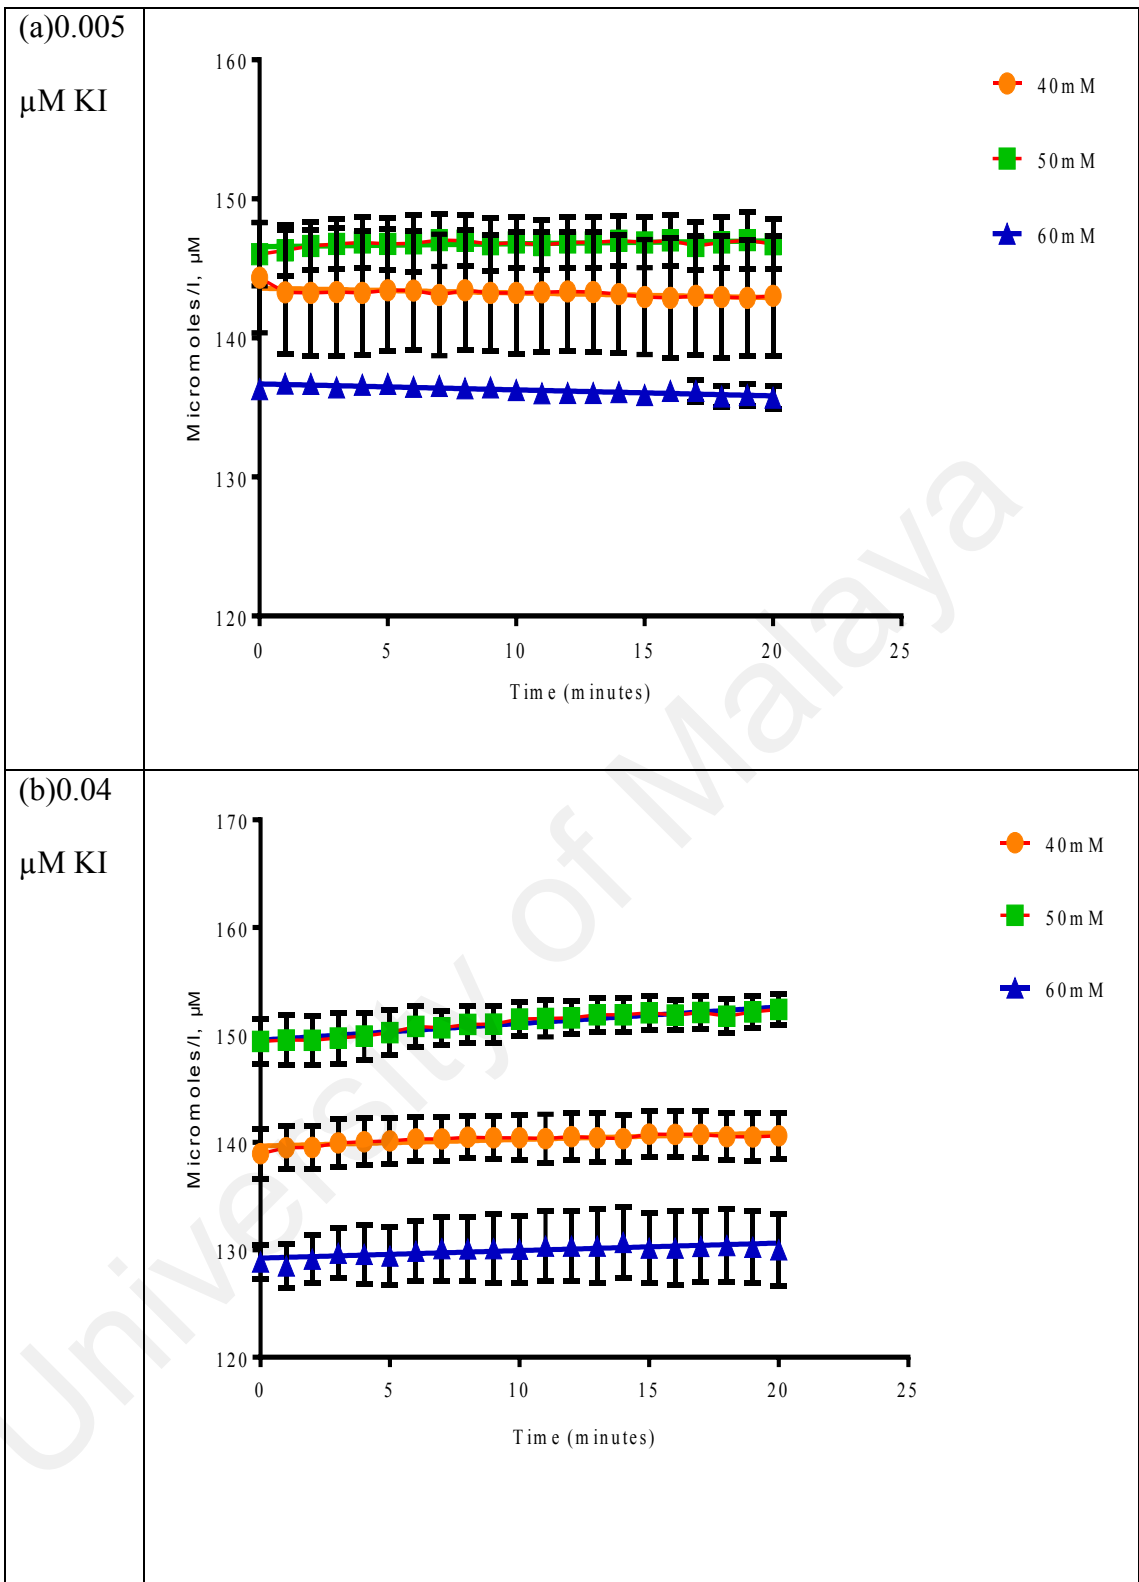 (a)0.005
µM KI
160
150
140
130
120
0 5 10 15 20 25
Micromoles/l, µM
Time (minutes)
40mM
50mM
60mM
(b)0.04
µM KI
170
160
150
140
130
120
0 5 10 15 20 25
Micromoles/l, µM
Time (minutes)
40mM
50mM
60mM
University of Malaya